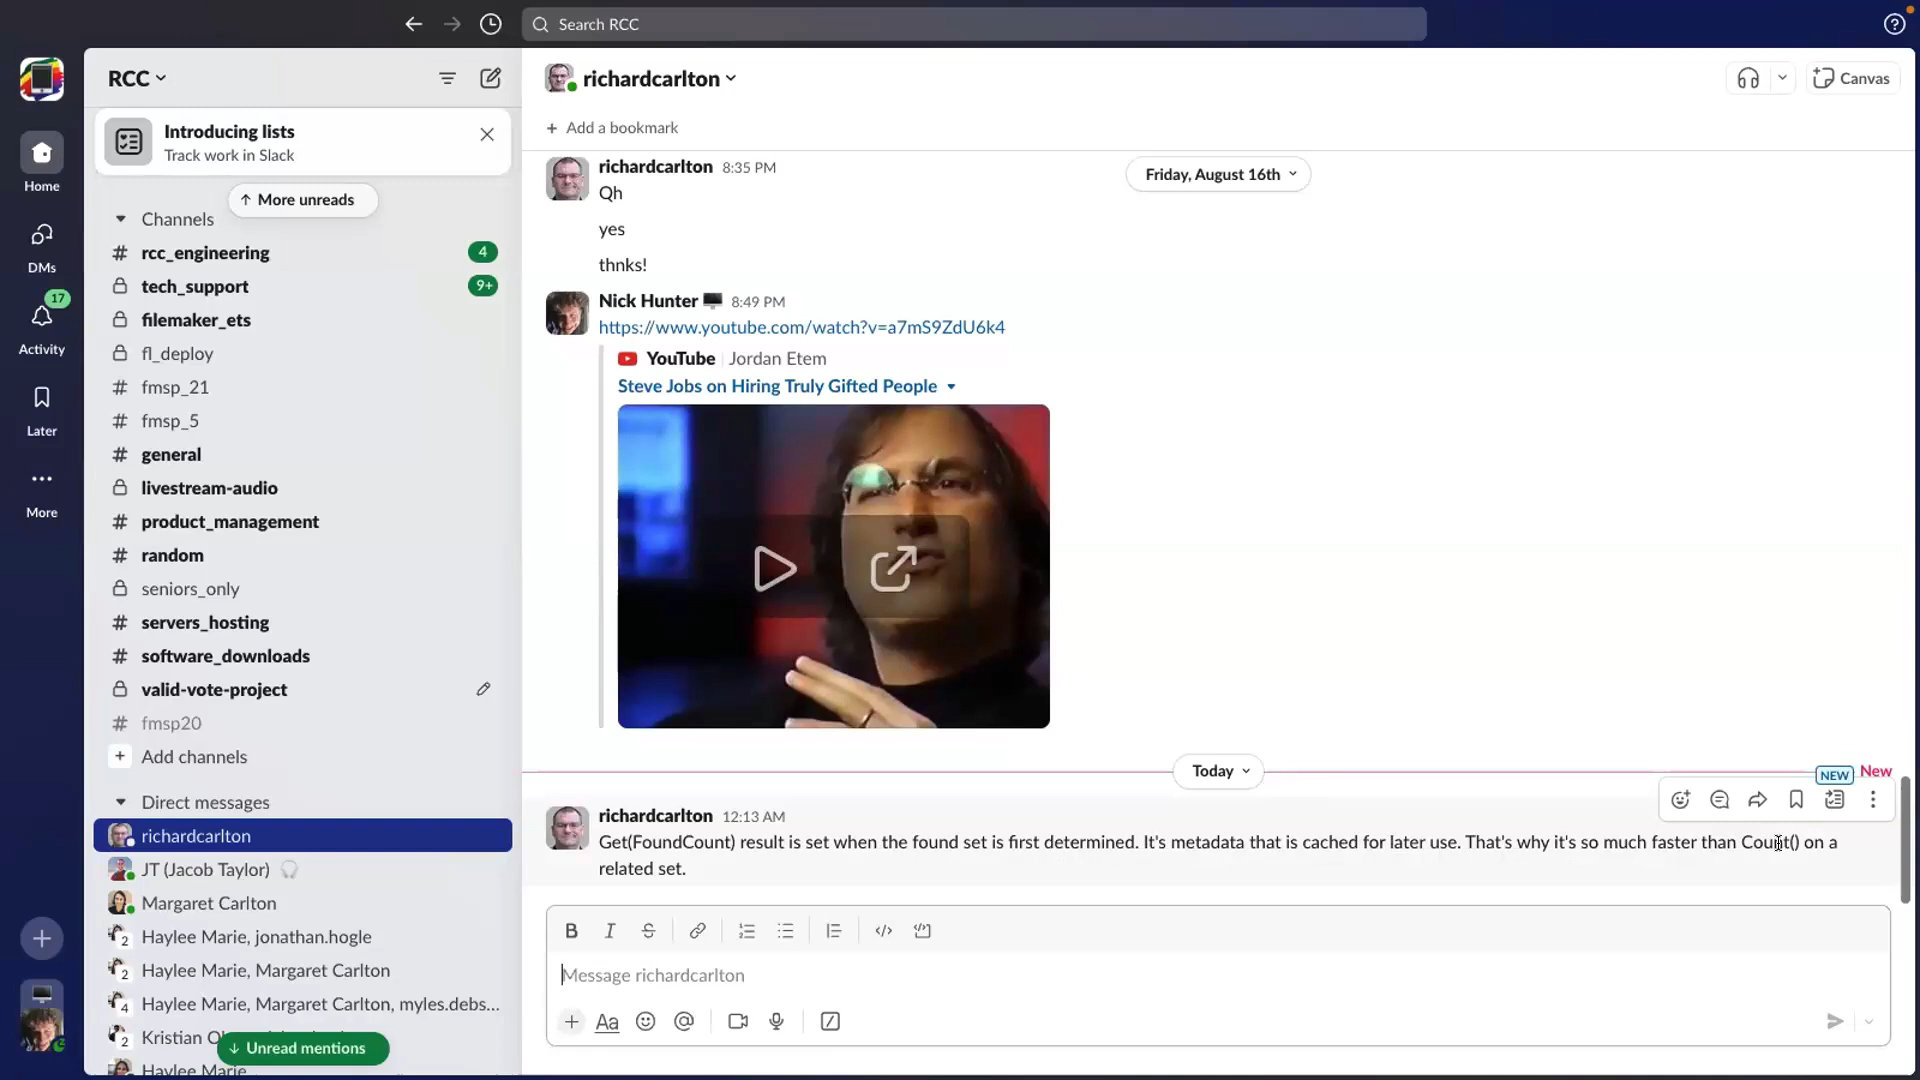 Search RCC
RCC
Introducing lists
Track work in Slack
More unreads
Channels
# rcc_engineering 4
tech_support 9+
filemaker_ets
fl_deploy
# fmsp_21
# fmsp_5
# general
livestream-audio
# product_management
# random
seniors_only
# servers_hosting
# software_downloads
valid-vote-project
# fmsp20
+ Add channels
Direct messages
richardcarlton
JT (Jacob Taylor)
Margaret Carlton
2 Haylee Marie, jonathan.hogle
2 Haylee Marie, Margaret Carlton
4 Haylee Marie, Margaret Carlton, myles.debs...
2 Kristian
Unread mentions
Haylee Marie,
Home
DMs
17
Activity
Later
More
richardcarlton
Canvas
+ Add a bookmark
Friday, August 16th
richardcarlton 8:35 PM
Qh
yes
thnks!
Nick Hunter 8:49 PM
https://www.youtube.com/watch?v=a7mS9ZdU6k4
YouTube Jordan Etem
Steve Jobs on Hiring Truly Gifted People
Today
NEW New
richardcarlton 12:13 AM
Get(FoundCount) result is set when the found set is first determined. It's metadata that is cached for later use. That's why it's so much faster than Count() on a
related set.
B I S
Message richardcarlton
+ Aa @